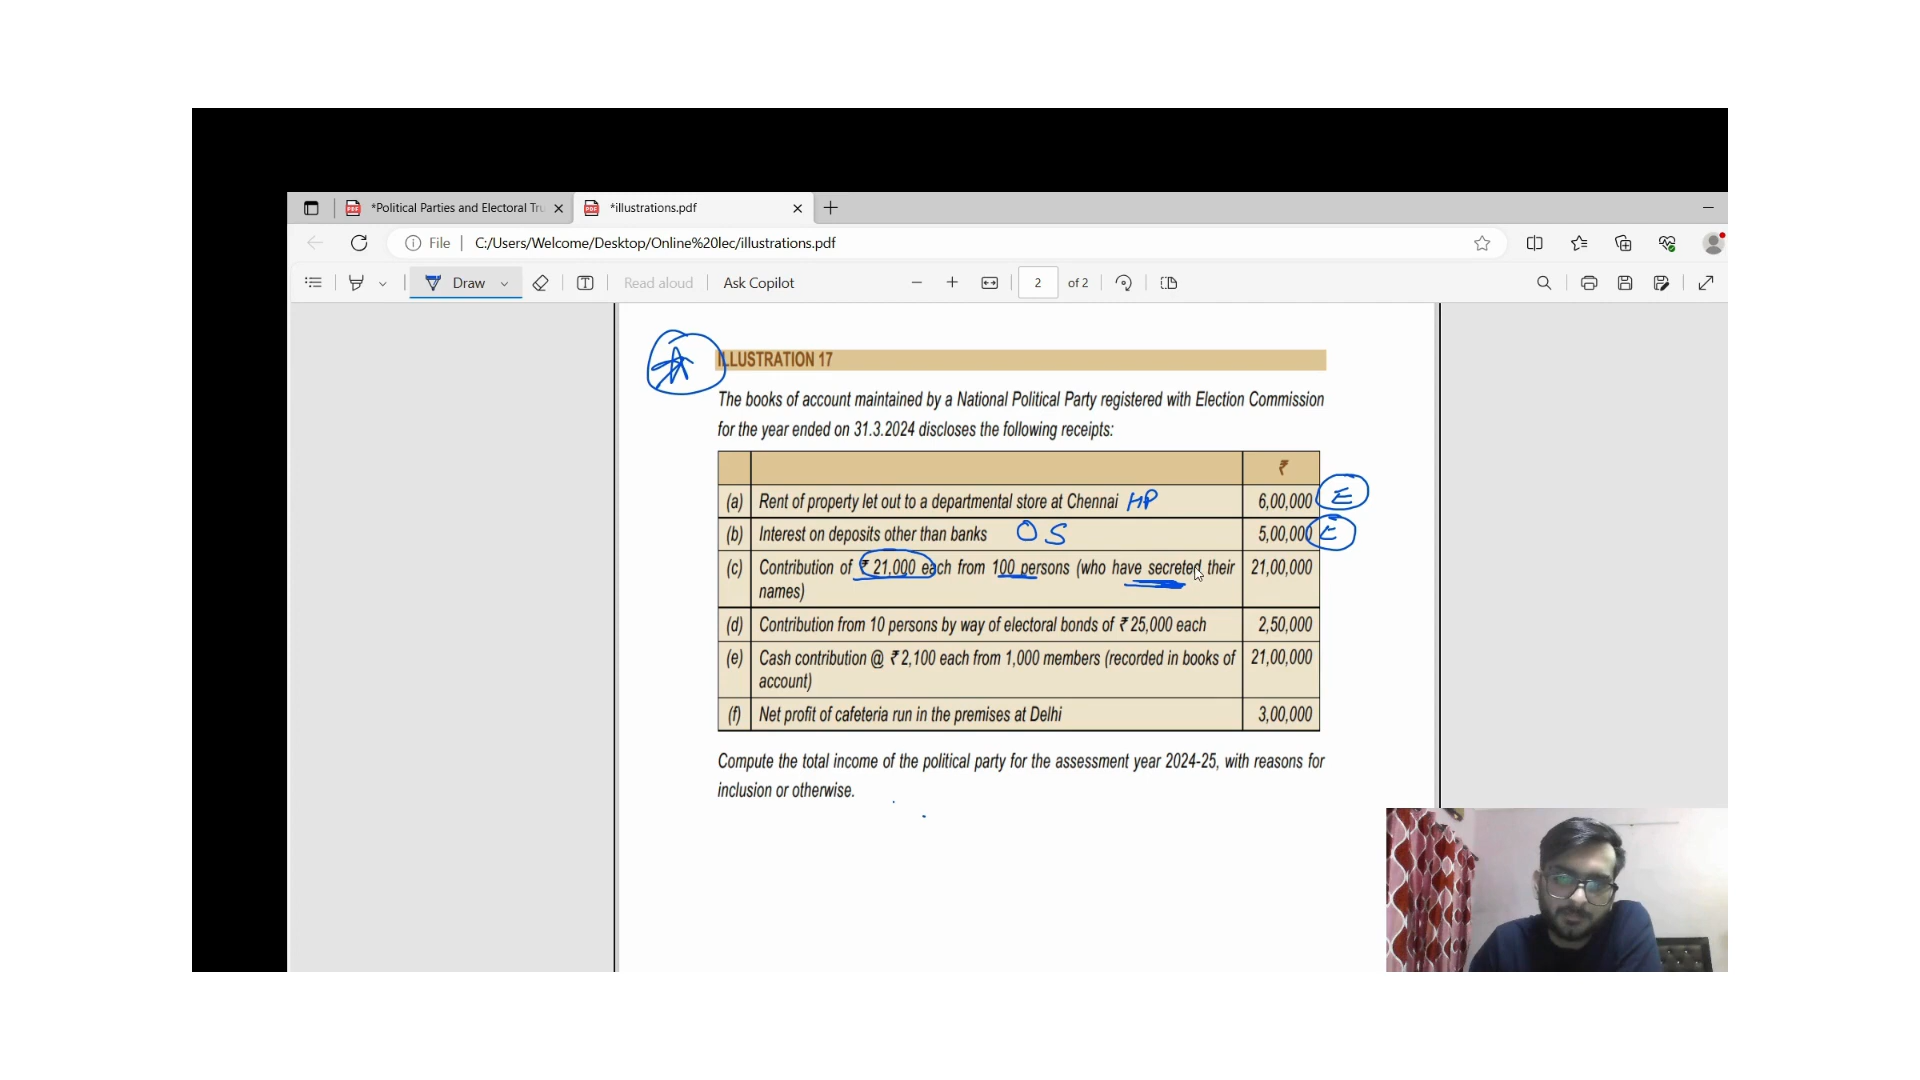 *Political Parties and Electoral Tru
*illustrations.pdf
File
C:/Users/Welcome/Desktop/Online%20lec/illustrations.pdf
Draw
Read aloud
Ask Copilot
2
of 2
ILLUSTRATION 17
The books of account maintained by a National Political Party registered with Election Commission
for the year ended on 31.3.2024 discloses the following receipts:
₹
(a) Rent of property let out to a departmental store at Chennai HP 6,00,000 E
(b) Interest on deposits other than banks OS 5,00,000 E
(c) Contribution of ₹ 21,000 each from 100 persons (who have secreted their 21,00,000
names)
(d) Contribution from 10 persons by way of electoral bonds of ₹ 25,000 each 2,50,000
(e) Cash contribution @ ₹ 2,100 each from 1,000 members (recorded in books of 21,00,000
account)
(f) Net profit of cafeteria run in the premises at Delhi 3,00,000
Compute the total income of the political party for the assessment year 2024-25, with reasons for
inclusion or otherwise.